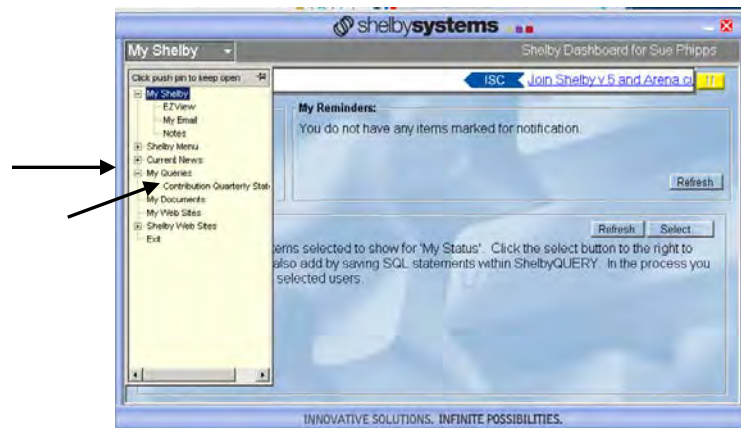 shelbysystems
My Shelby
Shelby Dashboard for Sue Phipps
Click push pin to keep open
ISC
Join Shelby v.5 and Arena
My Shelby
EZView
My Email
Notes
Shelby Menu
Current News
My Queries
Contribution Quarterly Stat
My Documents
My Web Sites
Shelby Web Sites
Exit
My Reminders:
You do not have any items marked for notification.
Refresh
Refresh
Select...
ems selected to show for 'My Status'. Click the select button to the right to
also add by saving SQL statements within ShelbyQUERY. In the process you
selected users.
INNOVATIVE SOLUTIONS. INFINITE POSSIBILITIES.